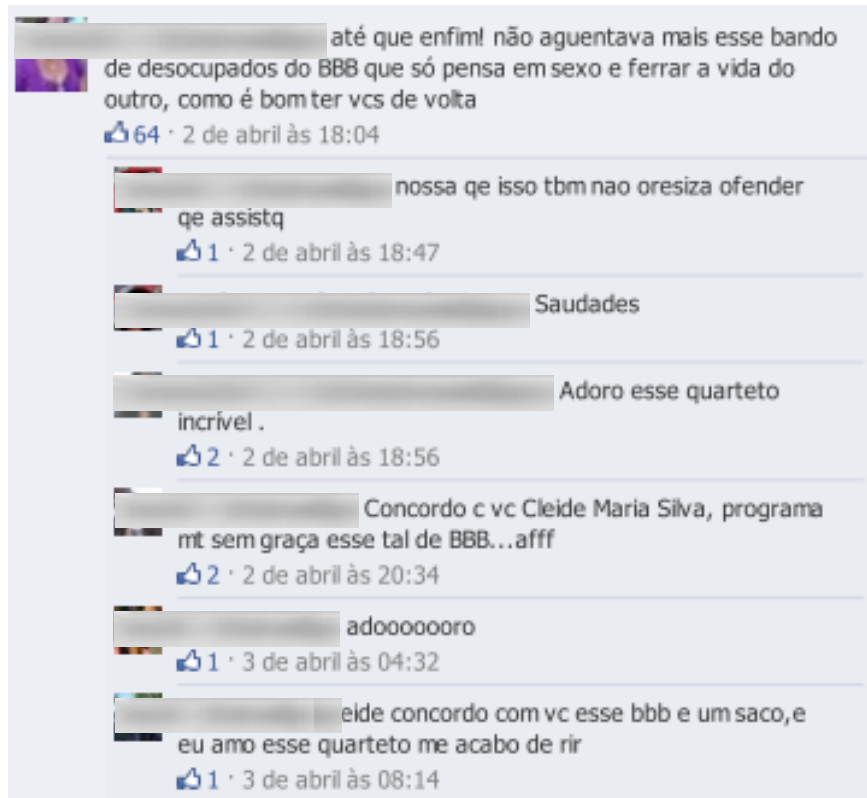 até que enfim! não aguentava mais esse bando
de desocupados do BBB que só pensa em sexo e ferrar a vida do
outro, como é bom ter vcs de volta
64 · 2 de abril às 18:04
nossa qe isso tbm nao oresiza ofender
qe assistq
1 · 2 de abril às 18:47
Saudades
1 · 2 de abril às 18:56
Adoro esse quarteto
incrível .
2 · 2 de abril às 18:56
Concordo c vc Cleide Maria Silva, programa
mt sem graça esse tal de BBB...afff
2 · 2 de abril às 20:34
adooooooro
1 · 3 de abril às 04:32
eide concordo com vc esse bbb e um saco,e
eu amo esse quarteto me acabo de rir
1 · 3 de abril às 08:14